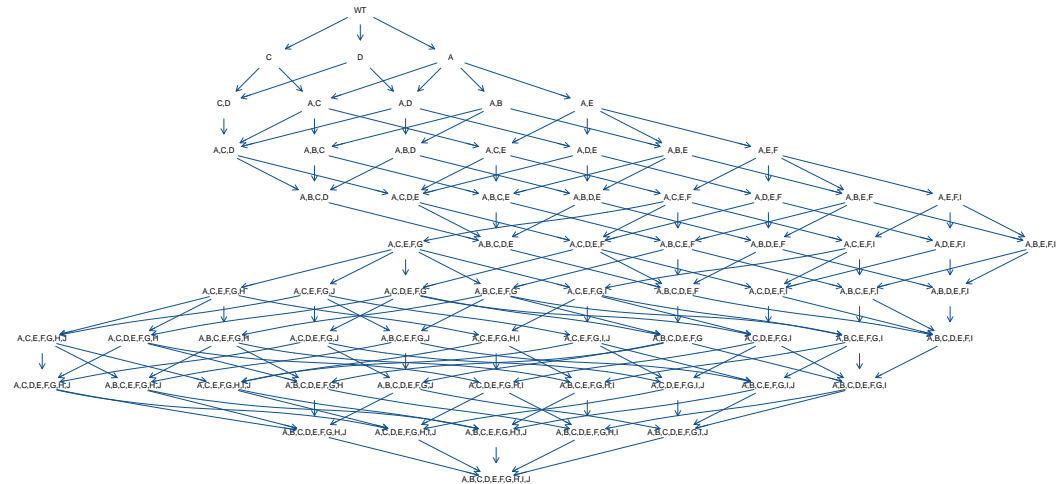 WT
C D A
C,D A,C A,D A,B A,E
A,C,D A,B,C A,B,D A,C,E A,D,E A,B,E A,E,F
A,B,C,D A,C,D,E A,B,C,E A,B,D,E A,C,E,F A,D,E,F A,B,E,F A,E,F,I
A,C,E,F,G A,B,C,D,E A,C,D,E,F A,B,C,E,F A,B,D,E,F A,C,E,F,I A,D,E,F,I A,B,E,F,I
A,C,E,F,G,H A,C,E,F,G,J A,C,D,E,F,G A,B,C,E,F,G A,C,E,F,G,I A,B,C,D,E,F A,C,D,E,F,I A,B,C,E,F,I A,B,D,E,F,I
A,C,E,F,G,H,J A,C,D,E,F,G,H A,B,C,E,F,G,H A,C,D,E,F,G,J A,B,C,E,F,G,J A,C,E,F,G,H,I A,C,E,F,G,I,J A,B,C,D,E,F,G A,C,D,E,F,G,I A,B,C,E,F,G,I A,B,C,D,E,F,I
A,C,D,E,F,G,H,J A,B,C,E,F,G,H,J A,C,E,F,G,H,I,J A,B,C,D,E,F,G,H A,B,C,D,E,F,G,J A,C,D,E,F,G,H,I A,B,C,E,F,G,H,I A,C,D,E,F,G,I,J A,B,C,E,F,G,I,J A,B,C,D,E,F,G,I
A,B,C,D,E,F,G,H,J A,C,D,E,F,G,H,I,J A,B,C,E,F,G,H,I,J A,B,C,D,E,F,G,H,I A,B,C,D,E,F,G,I,J
A,B,C,D,E,F,G,H,I,J